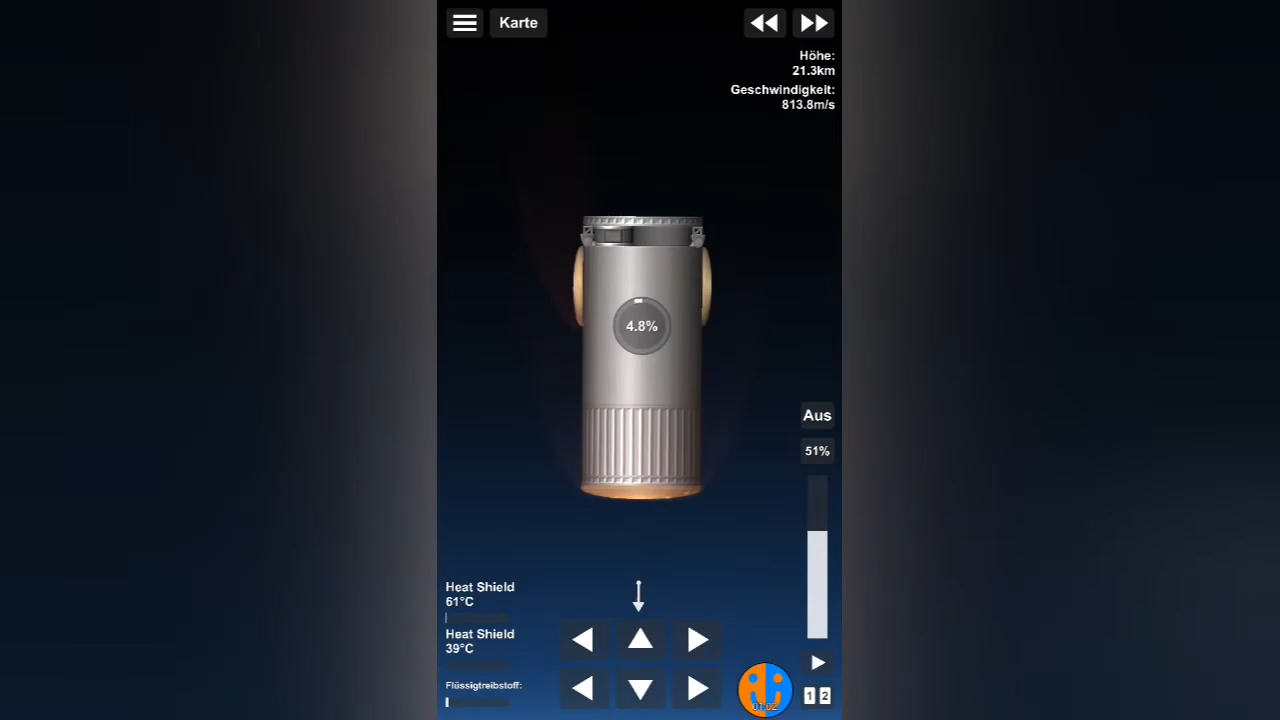 Karte
Höhe:
21.3km
Geschwindigkeit:
813.8m/s
4.8%
Aus
51%
Heat Shield
61°C
Heat Shield
39°C
Flüssigtreibstoff:
1 2